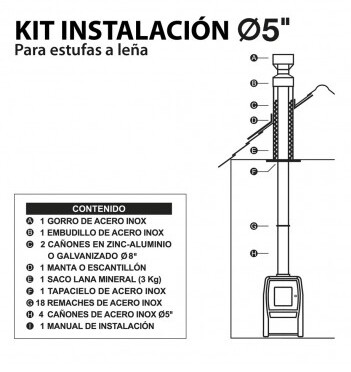 KIT INSTALACIÓN Ø5"
Para estufas a leña
A
B
C
D
E
F
G
H
CONTENIDO
A 1 GORRO DE ACERO INOX
B 1 EMBUDILLO DE ACERO INOX
C 2 CAÑONES EN ZINC-ALUMINIO
O GALVANIZADO Ø8"
D 1 MANTA O ESCANTILLÓN
E 1 SACO LANA MINERAL (3 Kg)
F 1 TAPACIELO DE ACERO INOX
G 18 REMACHES DE ACERO INOX
H 4 CAÑONES DE ACERO INOX Ø5"
I 1 MANUAL DE INSTALACIÓN